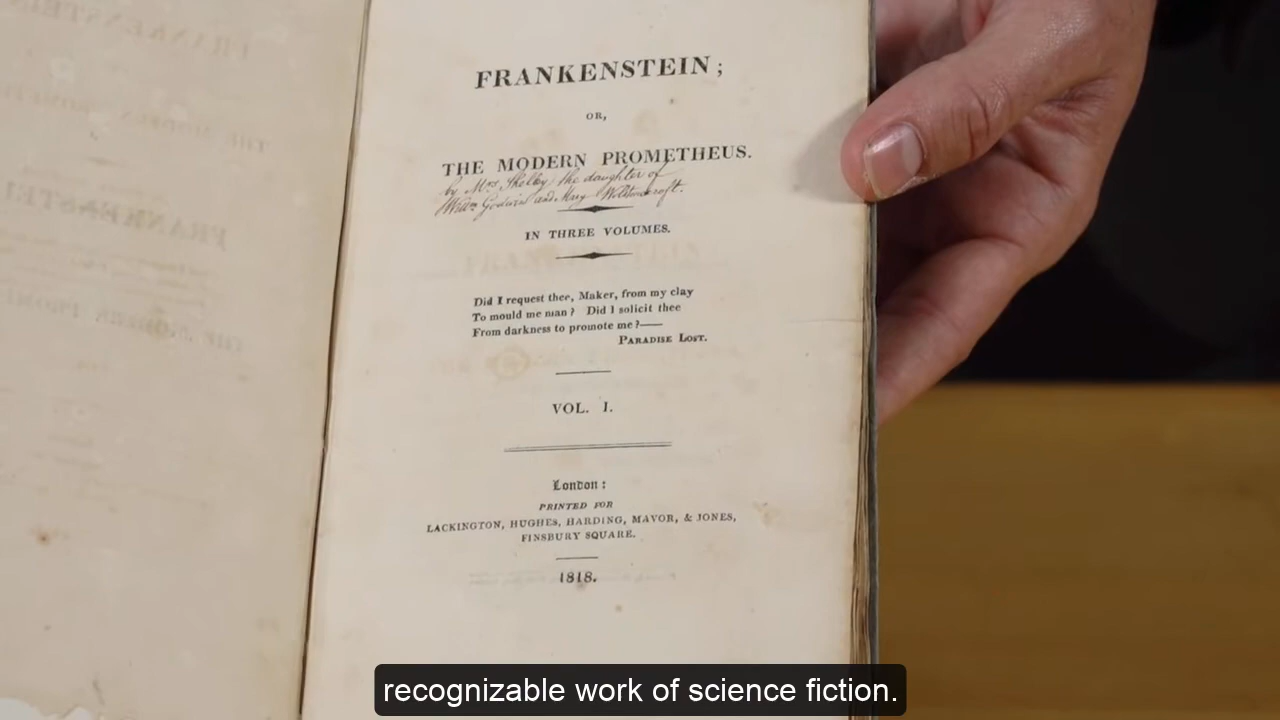 FRANKENSTEIN;
OR,
THE MODERN PROMETHEUS.
by Mrs Shelley the daughter of
Willm Godwin and Mary Wolstoncroft.
IN THREE VOLUMES.
Did I request thee, Maker, from my clay
To mould me man? Did I solicit thee
From darkness to promote me?——
PARADISE LOST.
VOL. I.
London:
PRINTED FOR
LACKINGTON, HUGHES, HARDING, MAVOR, & JONES,
FINSBURY SQUARE.
1818.
recognizable work of science fiction.